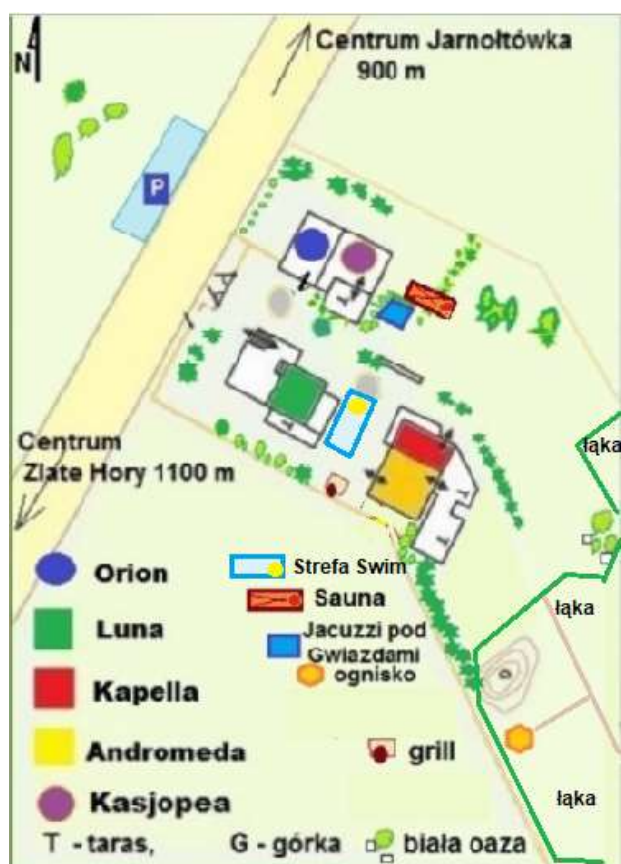 N
Centrum Jarnołtówka
900 m
P
T
łąka
Centrum
Zlate Hory 1100 m
T
T
T
łąka
G
łąka
Orion
Luna
Kapella
Andromeda
Kasjopea
Strefa Swim
Sauna
Jacuzzi pod
Gwiazdami
ognisko
grill
T - taras,
G - górka
biała oaza